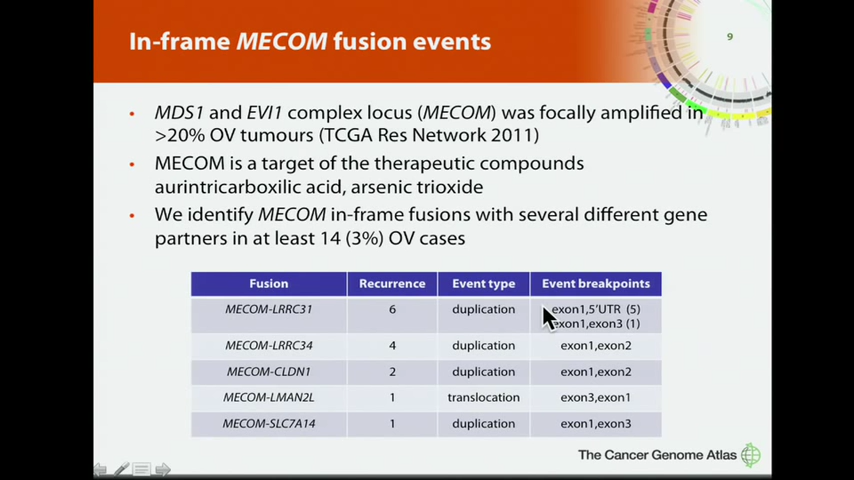 In-frame MECOM fusion events
9
• MDS1 and EVI1 complex locus (MECOM) was focally amplified in
>20% OV tumours (TCGA Res Network 2011)
• MECOM is a target of the therapeutic compounds
aurintricarboxilic acid, arsenic trioxide
• We identify MECOM in-frame fusions with several different gene
partners in at least 14 (3%) OV cases
Fusion Recurrence Event type Event breakpoints
MECOM-LRRC31 6 duplication exon1,5'UTR (5)
exon1,exon3 (1)
MECOM-LRRC34 4 duplication exon1,exon2
MECOM-CLDN1 2 duplication exon1,exon2
MECOM-LMAN2L 1 translocation exon3,exon1
MECOM-SLC7A14 1 duplication exon1,exon3
The Cancer Genome Atlas